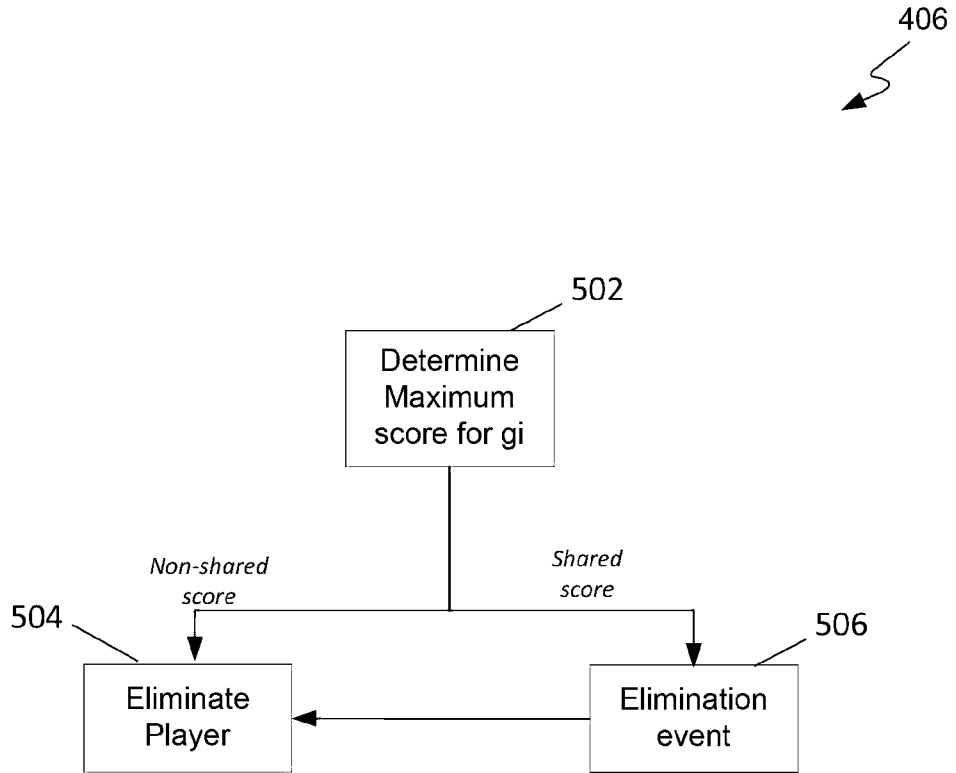 406
502
Determine
Maximum
score for gi
Non-shared
score
Shared
score
504
506
Eliminate
Player
Elimination
event